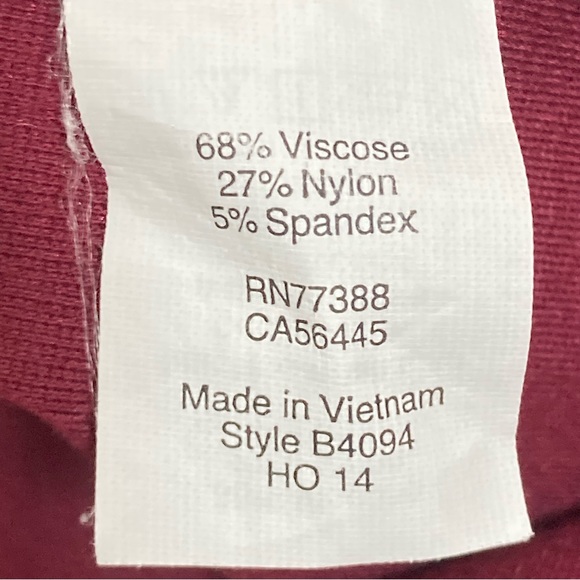 68% Viscose
27% Nylon
5% Spandex
RN77388
CA56445
Made in Vietnam
Style B4094
HO 14